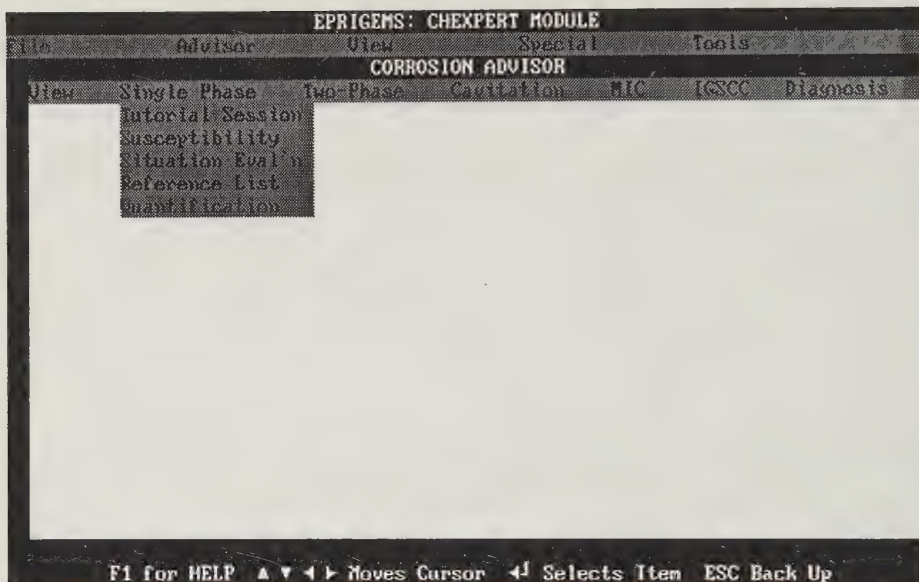 EPRIGEMS: CHEXPERT MODULE
File Advisor View Special Tools
CORROSION ADVISOR
View Single Phase Two-Phase Cavitation MIC IGSCC Diagnosis
Tutorial Session
Susceptibility
Situation Eval'n
Reference List
Quantification
F1 for HELP ▲ ▼ ◄ ► Moves Cursor ↵ Selects Item ESC Back Up